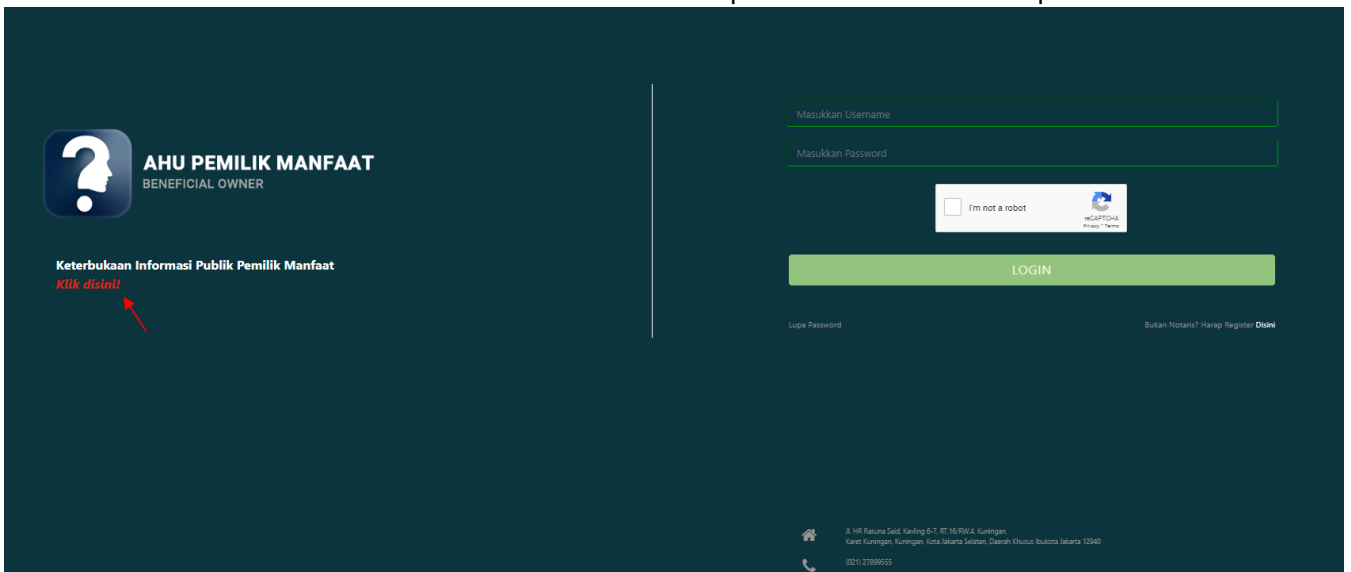 AHU PEMILIK MANFAAT
BENEFICIAL OWNER
Keterbukaan Informasi Publik Pemilik Manfaat
Klik disini!
Masukkan Username
Masukkan Password
I'm not a robot
reCAPTCHA
Privacy * Terms
LOGIN
Lupa Password
Bukan Notaris? Harap Register Disini
Jl. HR Rasuna Said, Kavling 6-7, RT.16/RW.4, Kuningan,
Karet Kuningan, Kuningan, Kota Jakarta Selatan, Daerah Khusus Ibukota Jakarta 12940
(021) 27899555